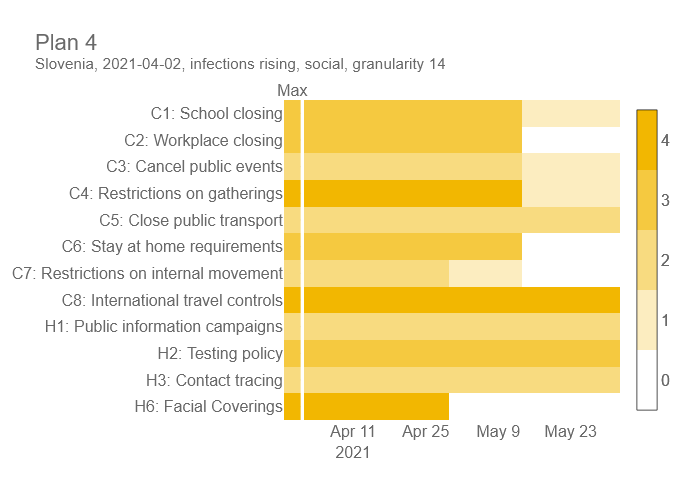 Plan 4
Slovenia, 2021-04-02, infections rising, social, granularity 14
Max
C1: School closing
C2: Workplace closing
C3: Cancel public events
C4: Restrictions on gatherings
C5: Close public transport
C6: Stay at home requirements
C7: Restrictions on internal movement
C8: International travel controls
H1: Public information campaigns
H2: Testing policy
H3: Contact tracing
H6: Facial Coverings
4
3
2
1
0
Apr 11 Apr 25 May 9 May 23
2021